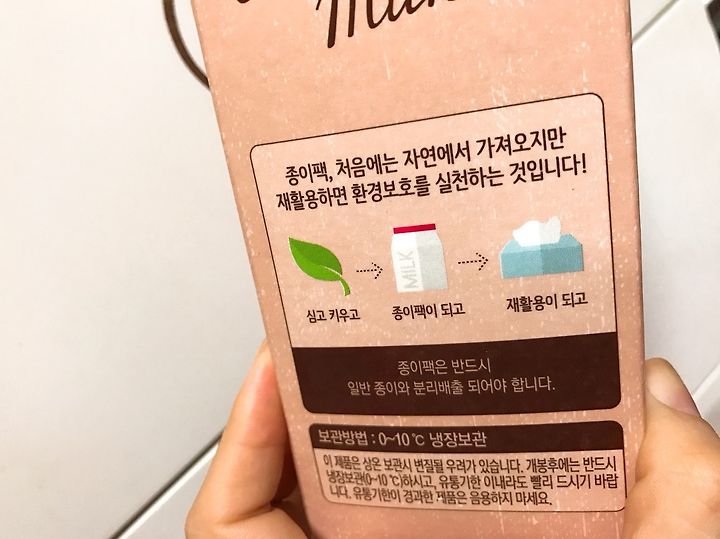 종이팩, 처음에는 자연에서 가져오지만
재활용하면 환경보호를 실천하는 것입니다!
MILK
심고 키우고
종이팩이 되고
재활용이 되고
종이팩은 반드시
일반 종이와 분리배출 되어야 합니다.
보관방법 : 0~10℃ 냉장보관
이 제품은 상온 보관시 변질될 우려가 있습니다. 개봉후에는 반드시
냉장보관(0~10℃)하시고, 유통기한 이내라도 빨리 드시기 바랍
니다. 유통기한이 경과한 제품은 음용하지 마세요.